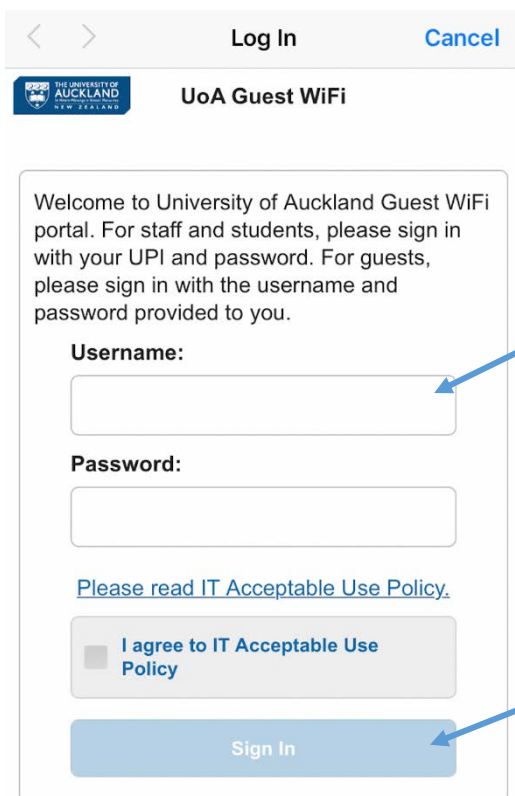 Log In
Cancel
THE UNIVERSITY OF
AUCKLAND
NEW ZEALAND
UoA Guest WiFi
Welcome to University of Auckland Guest WiFi
portal. For staff and students, please sign in
with your UPI and password. For guests,
please sign in with the username and
password provided to you.
Username:
Password:
Please read IT Acceptable Use Policy.
I agree to IT Acceptable Use
Policy
Sign In